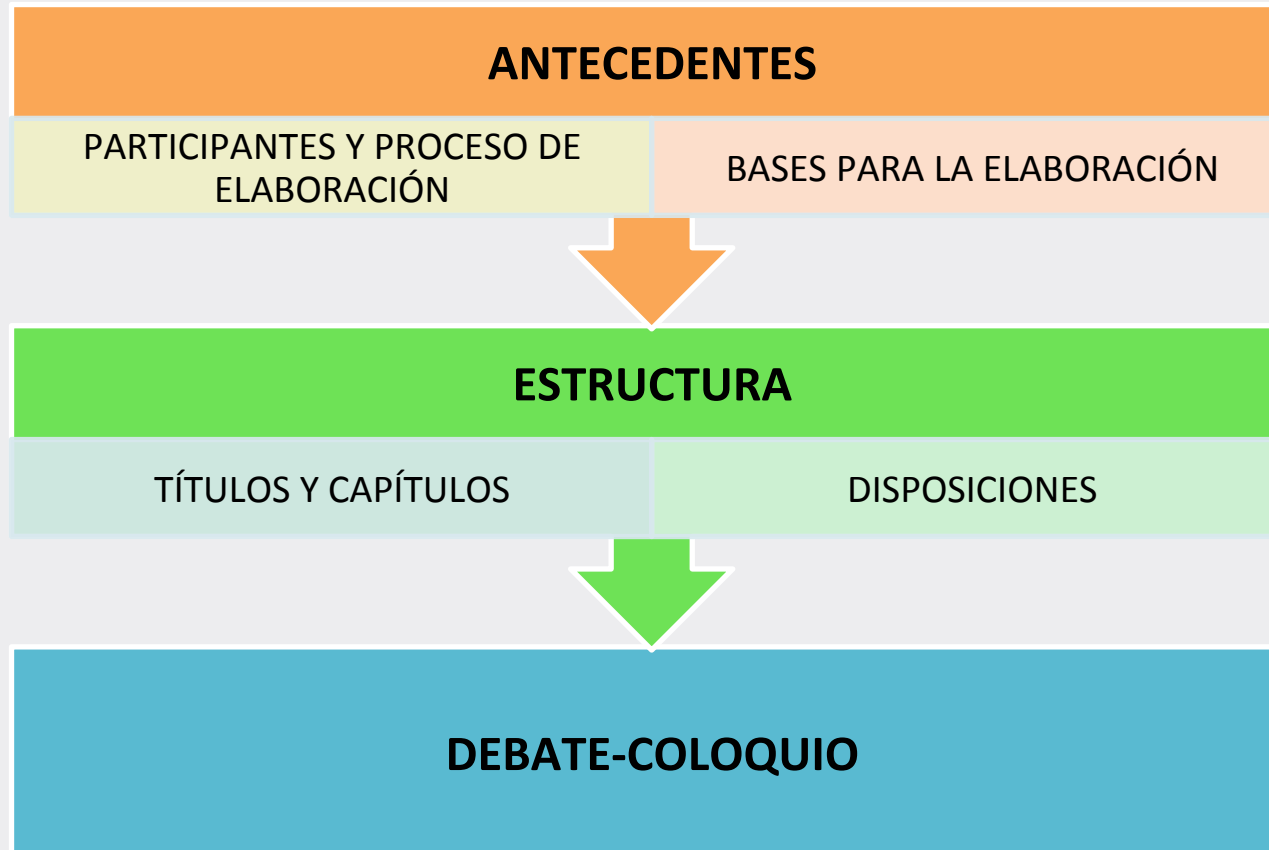 ANTECEDENTES
PARTICIPANTES Y PROCESO DE
ELABORACIÓN
BASES PARA LA ELABORACIÓN
ESTRUCTURA
TÍTULOS Y CAPÍTULOS
DISPOSICIONES
DEBATE-COLOQUIO